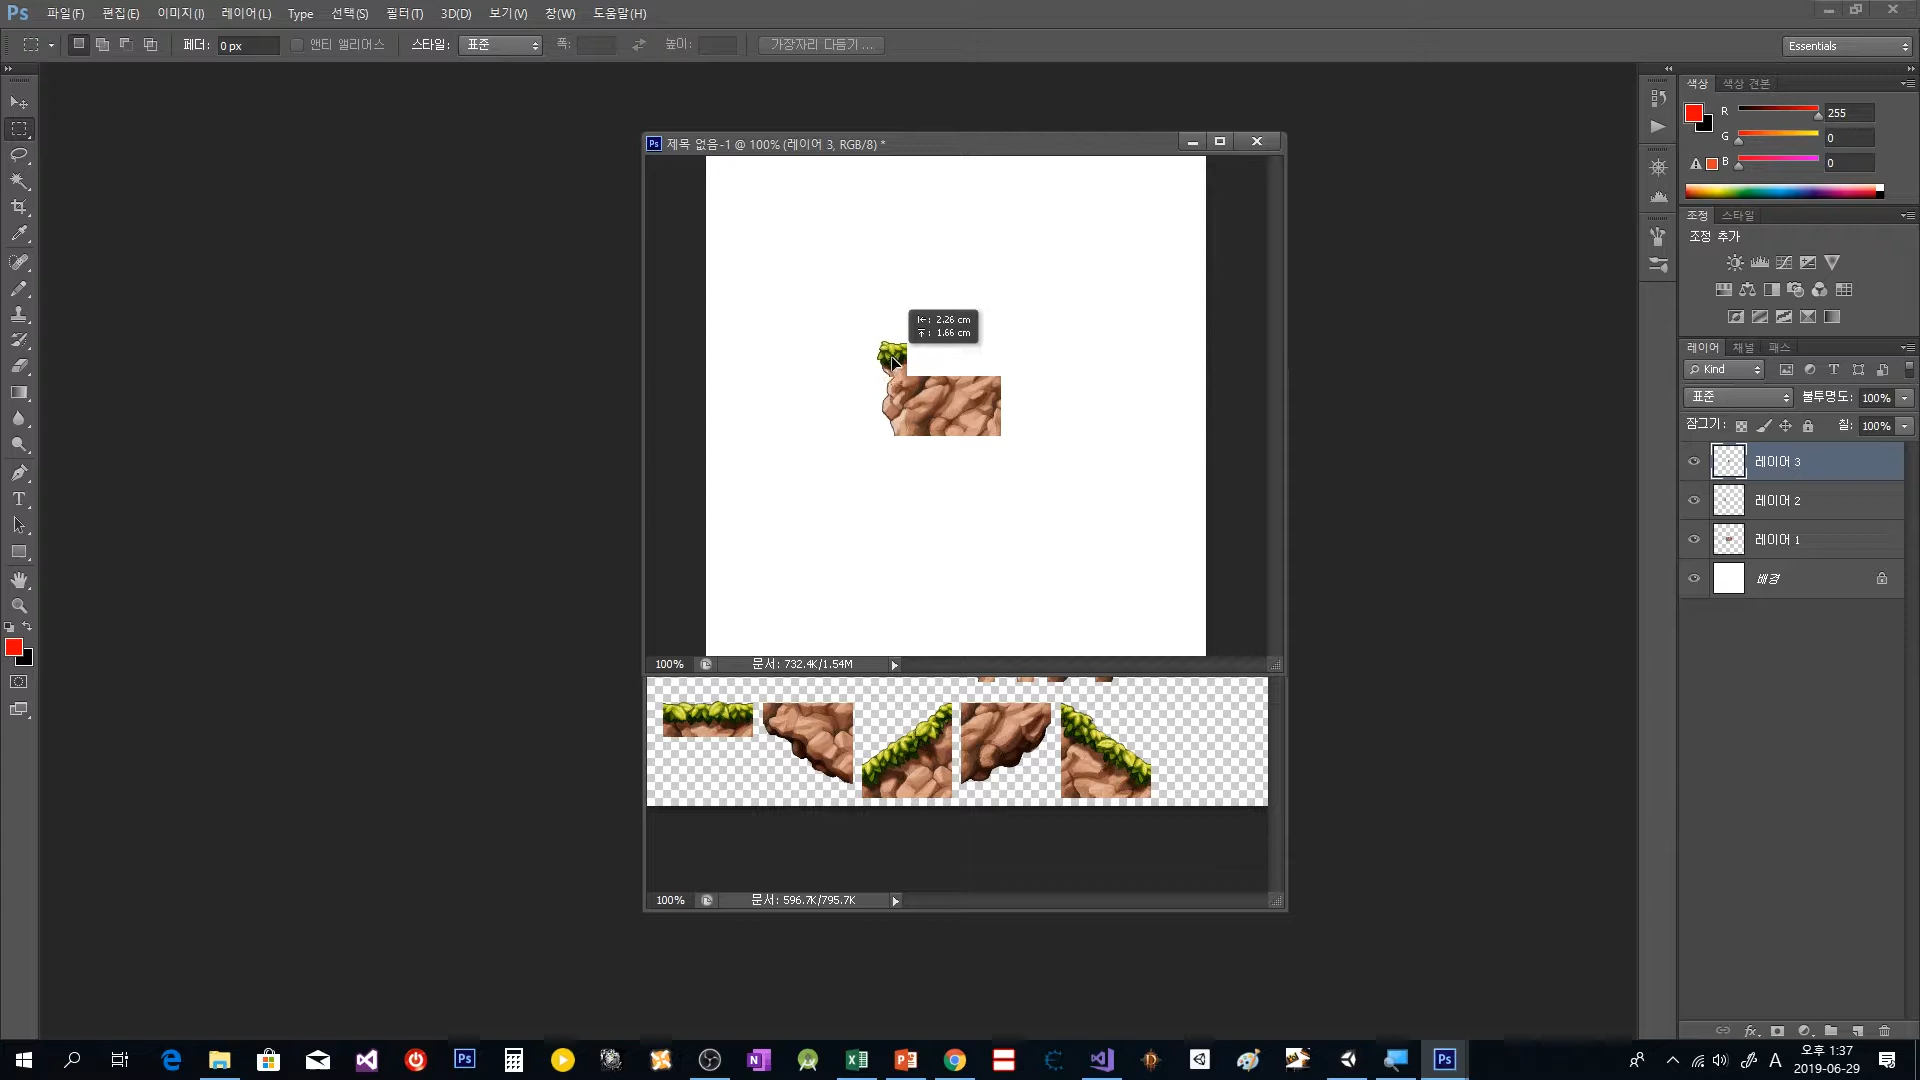 Ps 파일(F) 편집(E) 이미지(I) 레이어(L) Type 선택(S) 필터(T) 3D(D) 보기(V) 창(W) 도움말(H)
페더: 0 px 앤티 앨리어스 스타일: 표준 폭: 높이: 가장자리 다듬기 ... Essentials
색상 색상 견본
R 255
G 0
B 0
조정 스타일
조정 추가
Ps 제목 없음-1 @ 100% (레이어 3, RGB/8) *
: 2.26 cm
: 1.66 cm
레이어 채널 패스
Kind
표준 불투명도: 100%
잠그기: 칠: 100%
레이어 3
레이어 2
레이어 1
배경
100% 문서: 732.4K/1.54M
100% 문서: 596.7K/795.7K
오후 1:37
2019-06-29